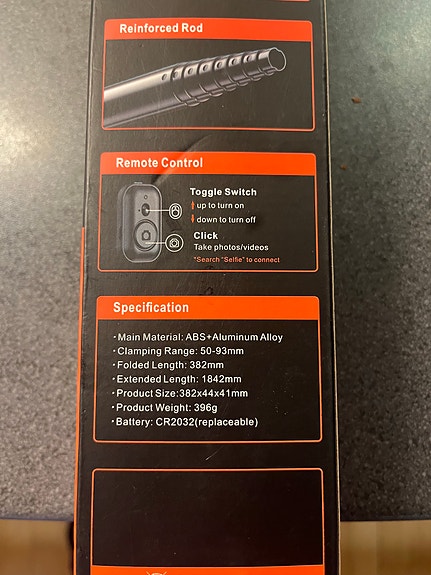 Reinforced Rod
Remote Control
Toggle Switch
up to turn on
down to turn off
Click
Take photos/videos
*Search "Selfie" to connect
Specification
·Main Material: ABS+Aluminum Alloy
·Clamping Range: 50-93mm
·Folded Length: 382mm
·Extended Length: 1842mm
·Product Size:382x44x41mm
·Product Weight: 396g
·Battery: CR2032(replaceable)